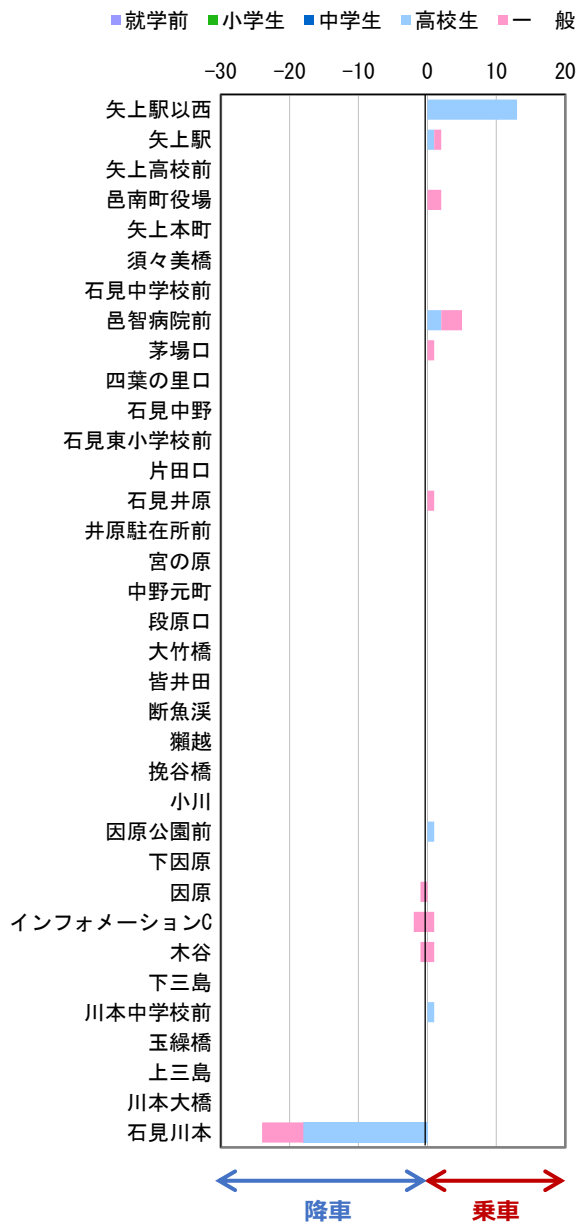 就学前 小学生 中学生 高校生 一　般
-30 -20 -10 0 10 20
矢上駅以西
矢上駅
矢上高校前
邑南町役場
矢上本町
須々美橋
石見中学校前
邑智病院前
茅場口
四葉の里口
石見中野
石見東小学校前
片田口
石見井原
井原駐在所前
宮の原
中野元町
段原口
大竹橋
皆井田
断魚渓
獺越
挽谷橋
小川
因原公園前
下因原
因原
インフォメーションC
木谷
下三島
川本中学校前
玉繰橋
上三島
川本大橋
石見川本
降車 乗車